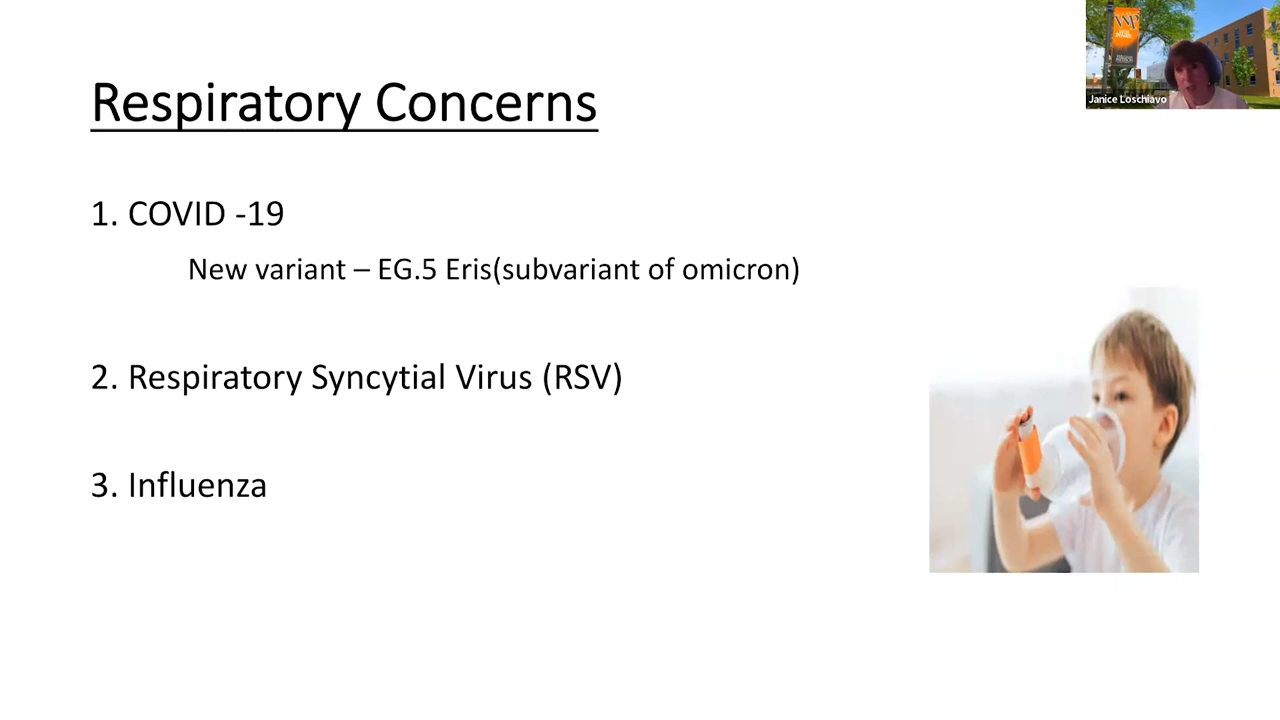 Respiratory Concerns
1. COVID -19
New variant – EG.5 Eris(subvariant of omicron)
2. Respiratory Syncytial Virus (RSV)
3. Influenza
WP
Janice Loschiavo